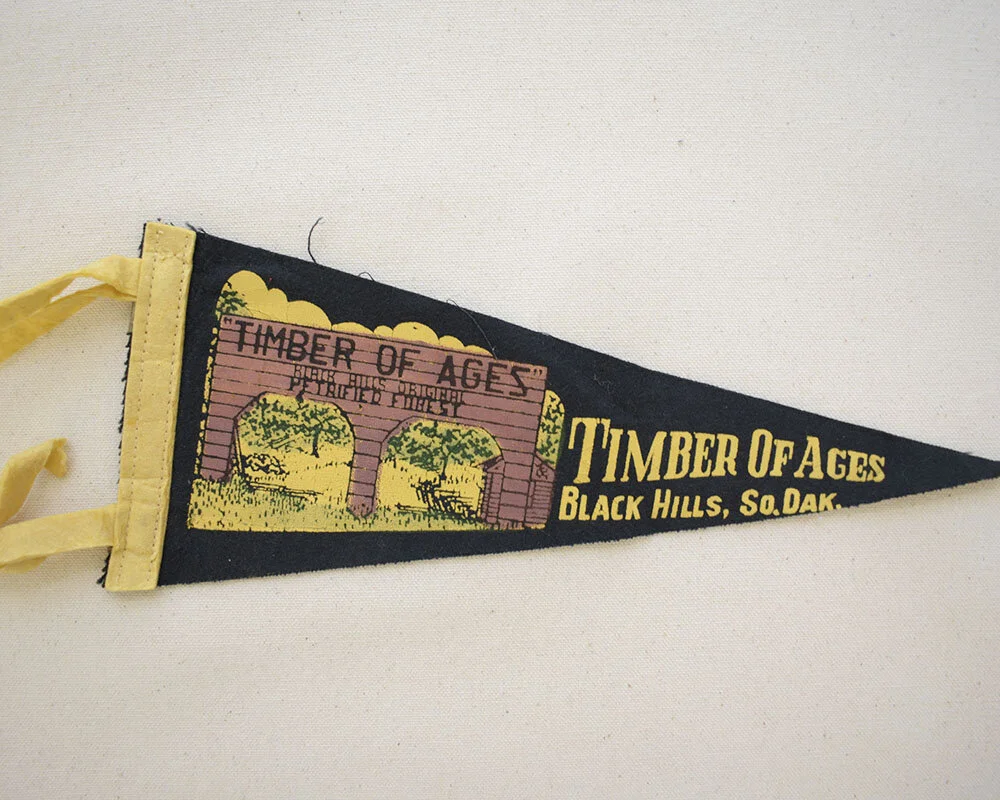 "TIMBER OF AGES"
BLACK HILLS ORIGINAL
PETRIFIED FOREST
TIMBER OF AGES
BLACK HILLS, SO. DAK.